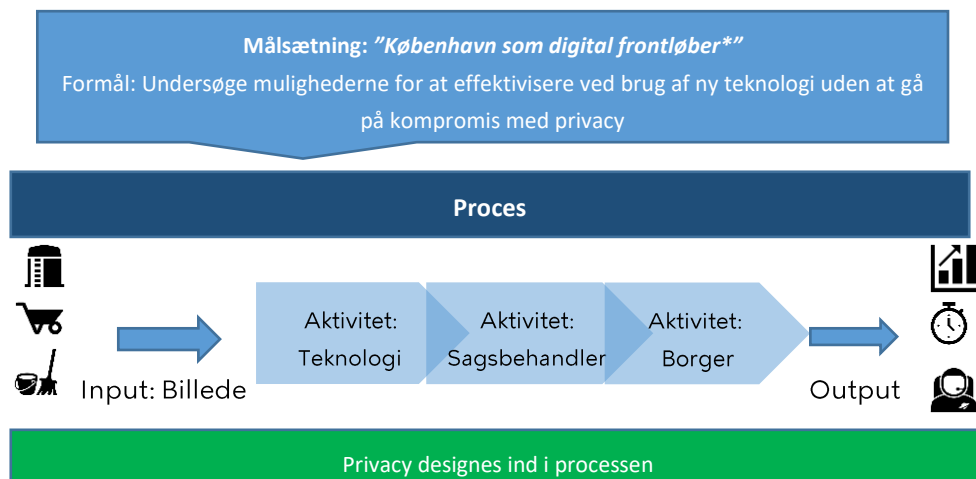 Målsætning: ”København som digital frontløber*”
Formål: Undersøge mulighederne for at effektivisere ved brug af ny teknologi uden at gå
på kompromis med privacy
Proces
Aktivitet:
Teknologi
Aktivitet:
Sagsbehandler
Aktivitet:
Borger
Input: Billede
Output
Privacy designes ind i processen